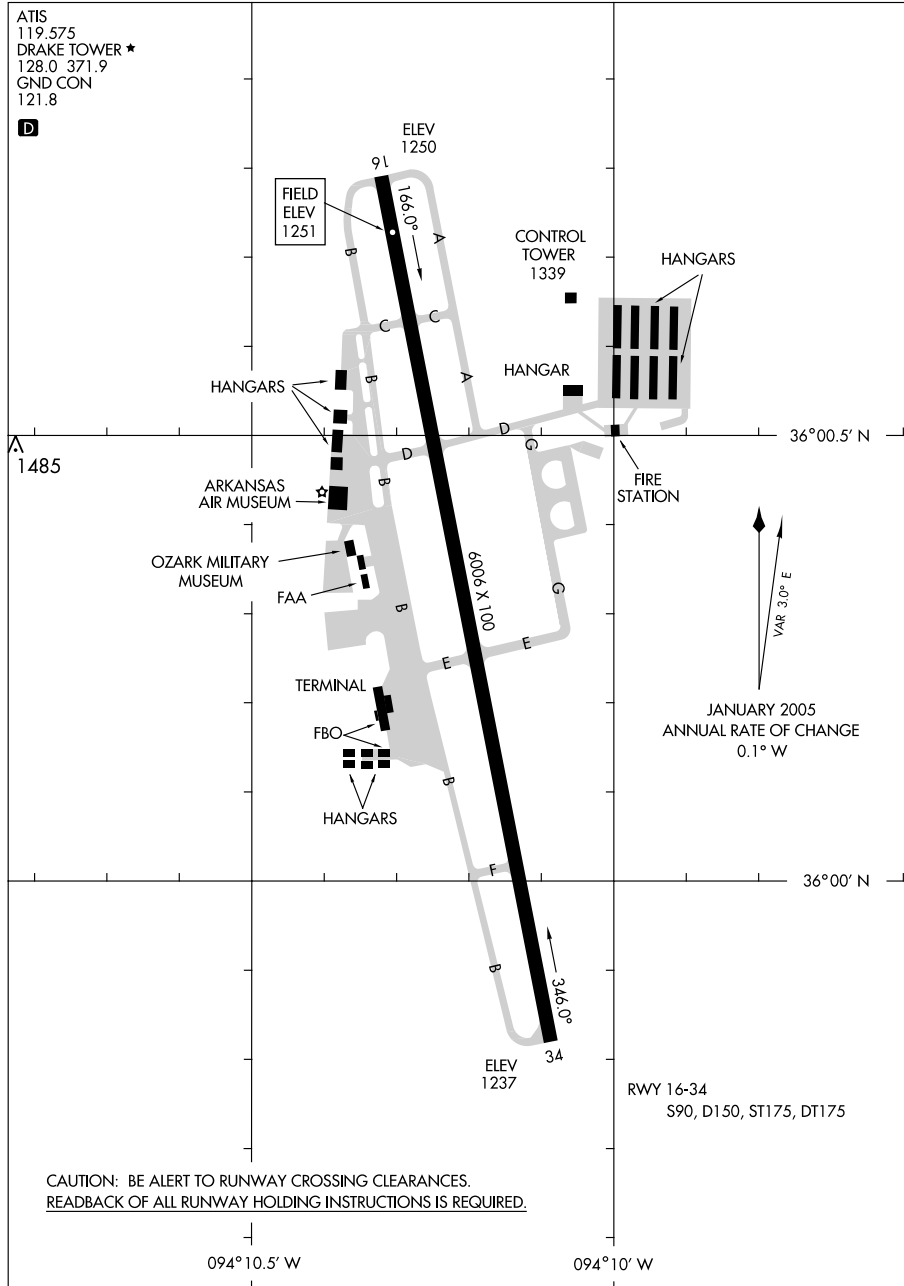 ATIS
119.575
DRAKE TOWER ★
128.0 371.9
GND CON
121.8
D
ELEV
1250
16
FIELD
ELEV
1251
166.0°
A
B
CONTROL
TOWER
1339
HANGARS
C
C
HANGARS
B
A
HANGAR
D
G
D
36°00.5' N
1485
ARKANSAS
AIR MUSEUM
B
FIRE
STATION
OZARK MILITARY
MUSEUM
FAA
6006 X 100
B
G
VAR 3.0° E
E
E
TERMINAL
JANUARY 2005
ANNUAL RATE OF CHANGE
0.1° W
FBO
B
HANGARS
F
36°00' N
B
346.0°
34
ELEV
1237
RWY 16-34
S90, D150, ST175, DT175
CAUTION: BE ALERT TO RUNWAY CROSSING CLEARANCES.
READBACK OF ALL RUNWAY HOLDING INSTRUCTIONS IS REQUIRED.
094°10.5' W
094°10' W